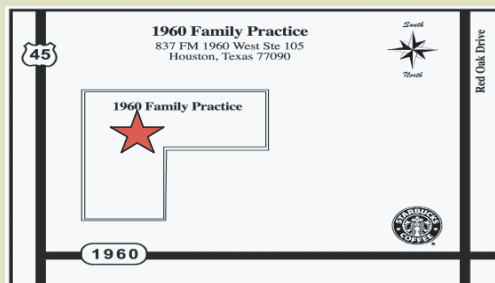 1960 Family Practice
837 FM 1960 West Ste 105
Houston, Texas 77090
South
North
45
Red Oak Drive
1960 Family Practice
STARBUCKS
COFFEE
1960